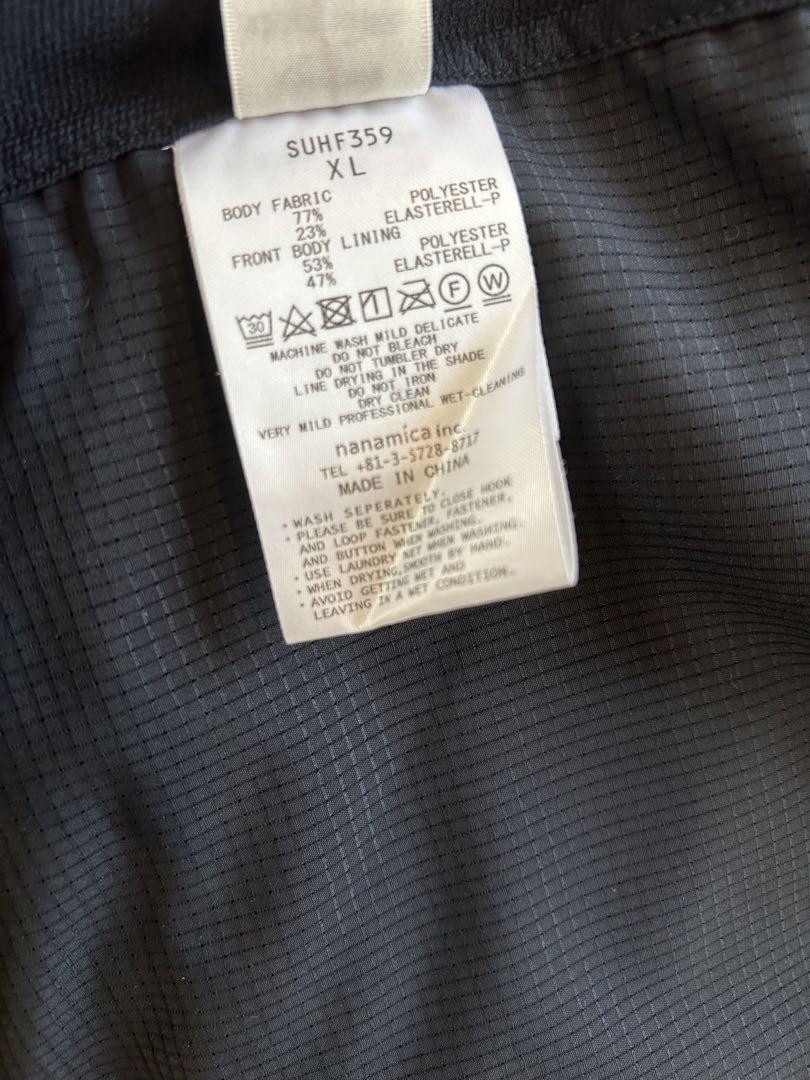 SUHF359
XL
BODY FABRIC
77% POLYESTER
23% ELASTERELL-P
FRONT BODY LINING
53% POLYESTER
47% ELASTERELL-P
30 1 F W
MACHINE WASH MILD DELICATE
DO NOT BLEACH
DO NOT TUMBLER DRY
LINE DRYING IN THE SHADE
DO NOT IRON
DRY CLEAN
VERY MILD PROFESSIONAL WET-CLEANING
nanamica inc.
TEL +81-3-5728-8717
MADE IN CHINA
・WASH SEPERATELY.
・PLEASE BE SURE TO CLOSE HOOK
AND LOOP FASTENER, FASTENER,
AND BUTTON WHEN WASHING.
・USE LAUNDRY NET WHEN WASHING.
・WHEN DRYING,SMOOTH BY HAND.
・AVOID GETTING WET AND
LEAVING IN A WET CONDITION.